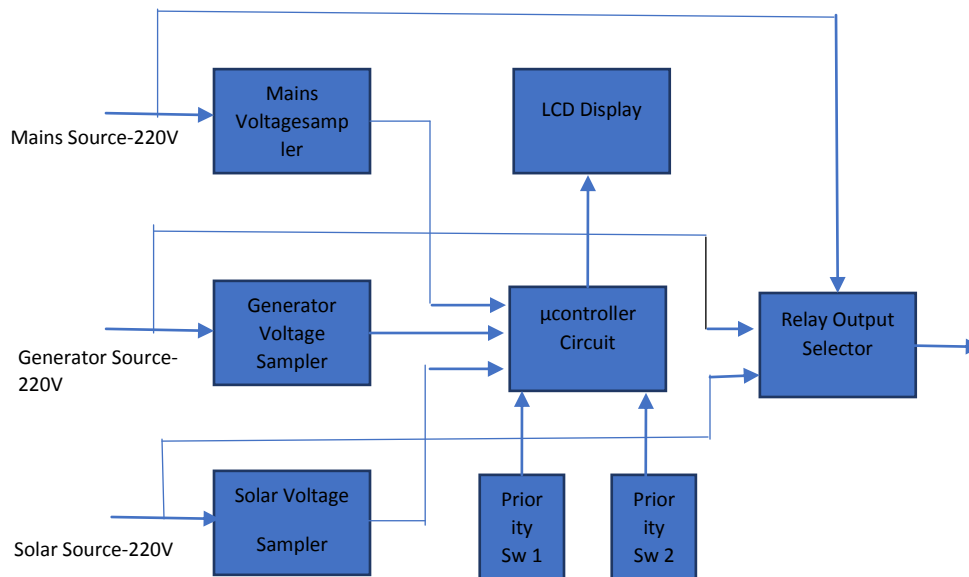 Mains
Voltagesamp
ler
LCD Display
Mains Source-220V
Generator
Voltage
Sampler
µcontroller
Circuit
Relay Output
Selector
Generator Source-
220V
Solar Voltage
Sampler
Prior
ity
Sw 1
Prior
ity
Sw 2
Solar Source-220V